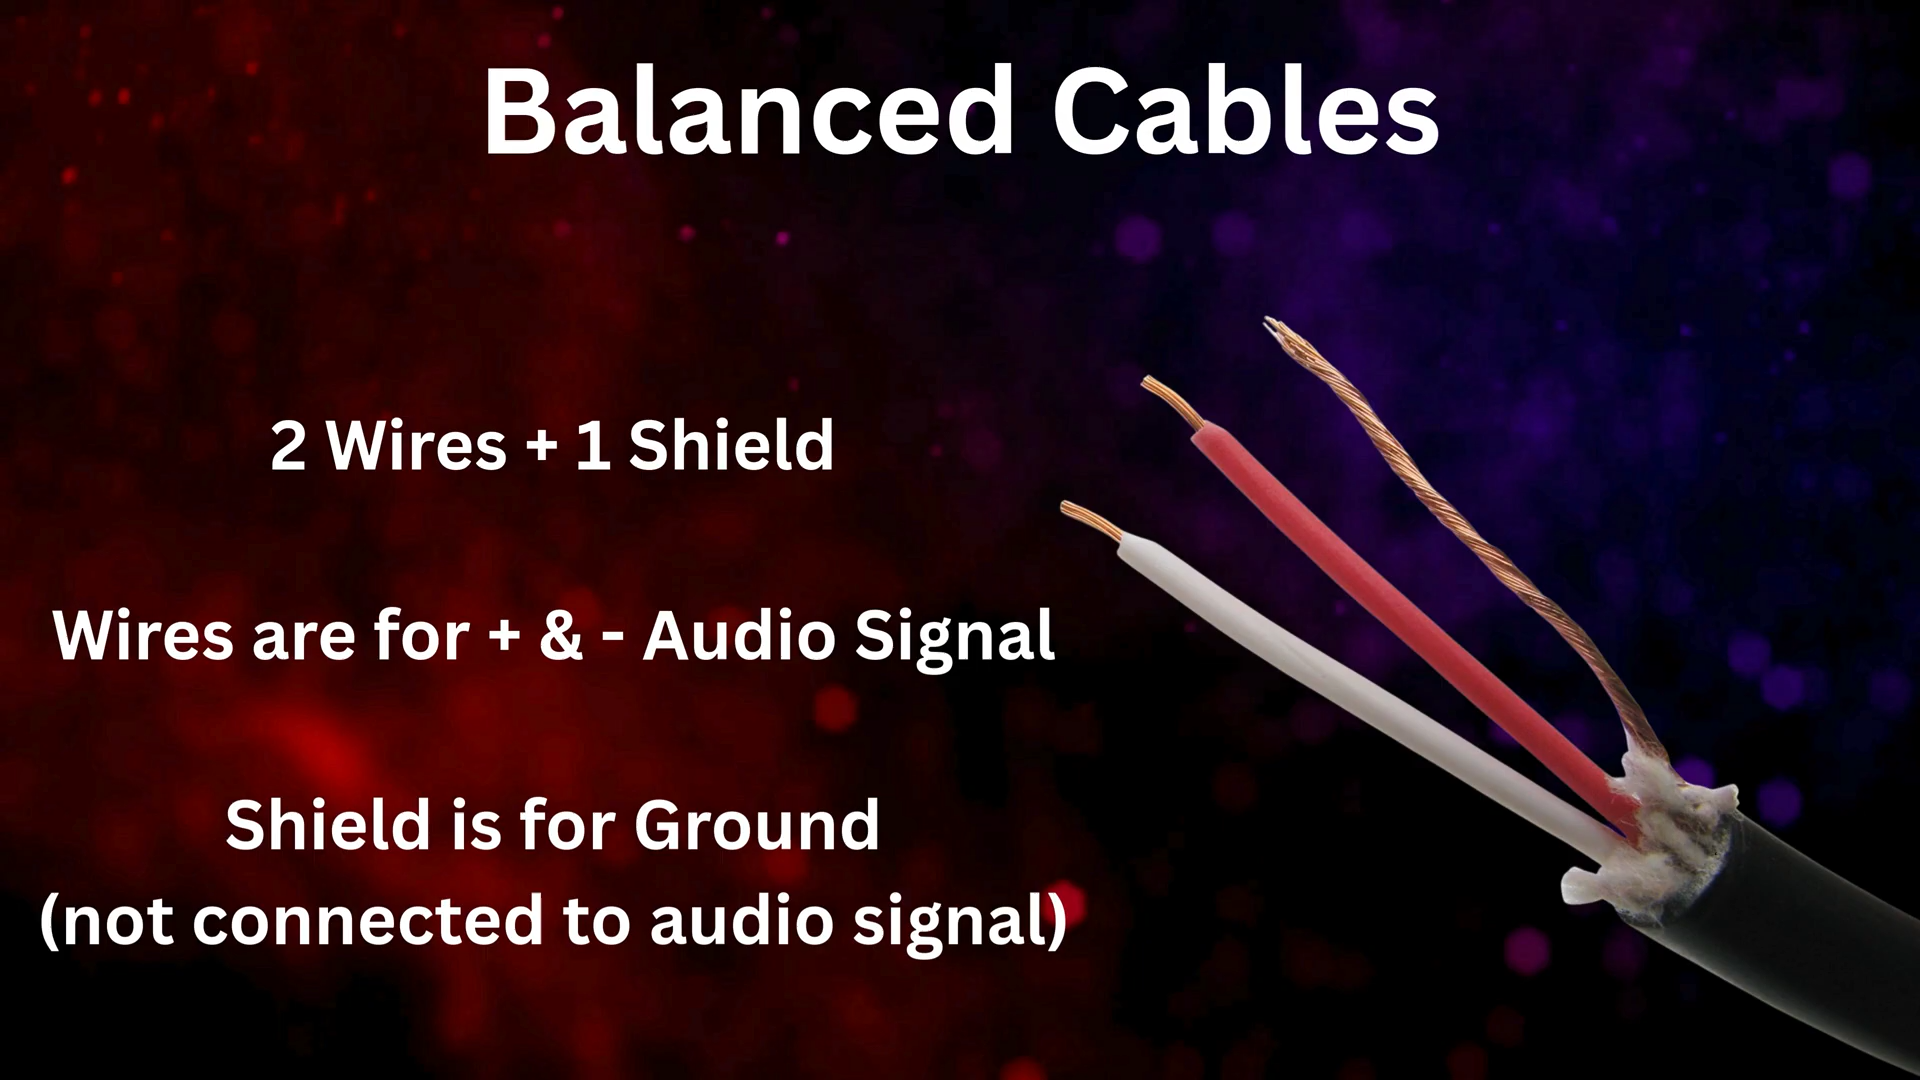 Balanced Cables
2 Wires + 1 Shield
Wires are for + & - Audio Signal
Shield is for Ground
(not connected to audio signal)